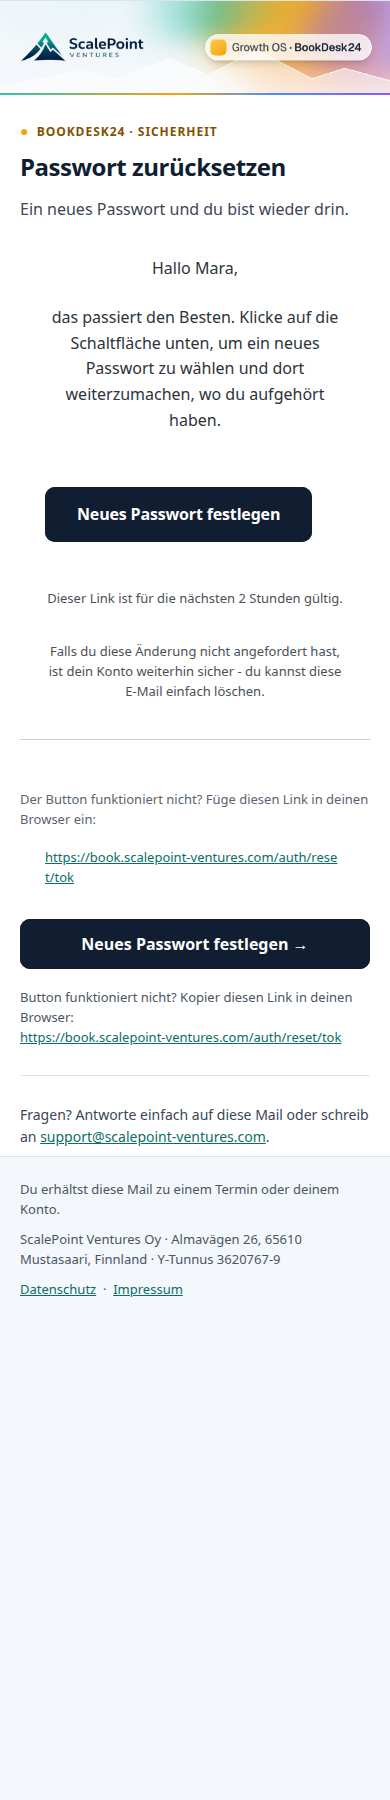 ScalePoint
VENTURES
Growth OS · BookDesk24
BOOKDESK24 · SICHERHEIT
Passwort zurücksetzen
Ein neues Passwort und du bist wieder drin.
Hallo Mara,
das passiert den Besten. Klicke auf die
Schaltfläche unten, um ein neues
Passwort zu wählen und dort
weiterzumachen, wo du aufgehört
haben.
Neues Passwort festlegen
Dieser Link ist für die nächsten 2 Stunden gültig.
Falls du diese Änderung nicht angefordert hast,
ist dein Konto weiterhin sicher - du kannst diese
E-Mail einfach löschen.
Der Button funktioniert nicht? Füge diesen Link in deinen
Browser ein:
https://book.scalepoint-ventures.com/auth/rese
t/tok
Neues Passwort festlegen →
Button funktioniert nicht? Kopier diesen Link in deinen
Browser:
https://book.scalepoint-ventures.com/auth/reset/tok
Fragen? Antworte einfach auf diese Mail oder schreib
an support@scalepoint-ventures.com.
Du erhältst diese Mail zu einem Termin oder deinem
Konto.
ScalePoint Ventures Oy · Almavägen 26, 65610
Mustasaari, Finnland · Y-Tunnus 3620767-9
Datenschutz · Impressum